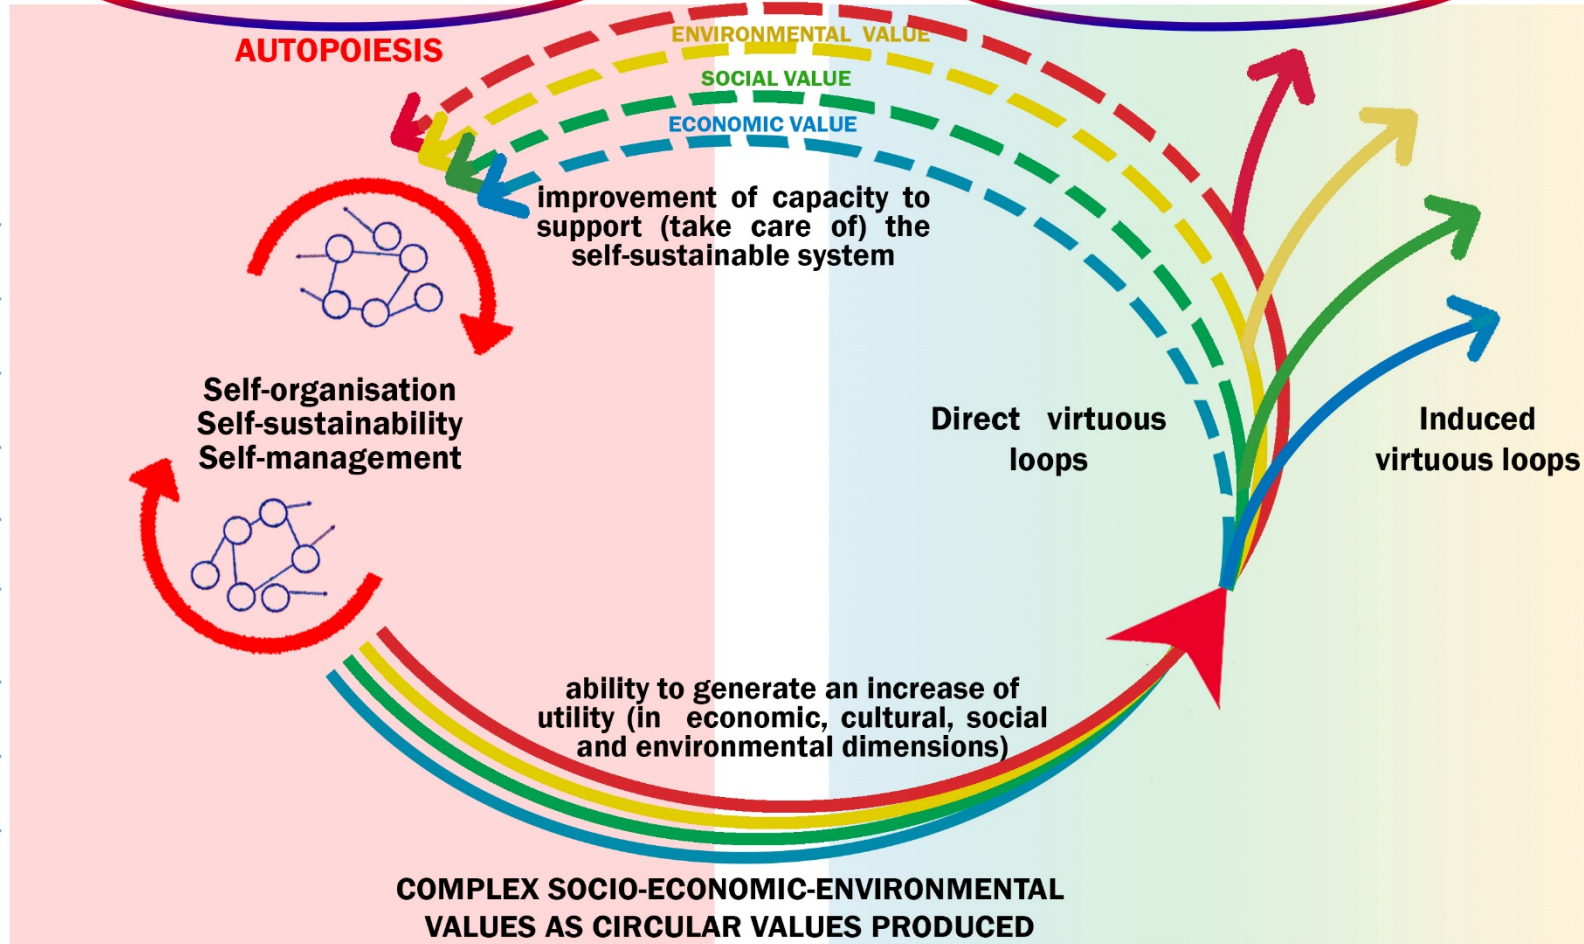 AUTOPOIESIS
ENVIRONMENTAL VALUE
SOCIAL VALUE
ECONOMIC VALUE
improvement of capacity to
support (take care of) the
self-sustainable system
Self-organisation
Self-sustainability
Self-management
Direct virtuous
loops
Induced
virtuous loops
ability to generate an increase of
utility (in economic, cultural, social
and environmental dimensions)
COMPLEX SOCIO-ECONOMIC-ENVIRONMENTAL
VALUES AS CIRCULAR VALUES PRODUCED